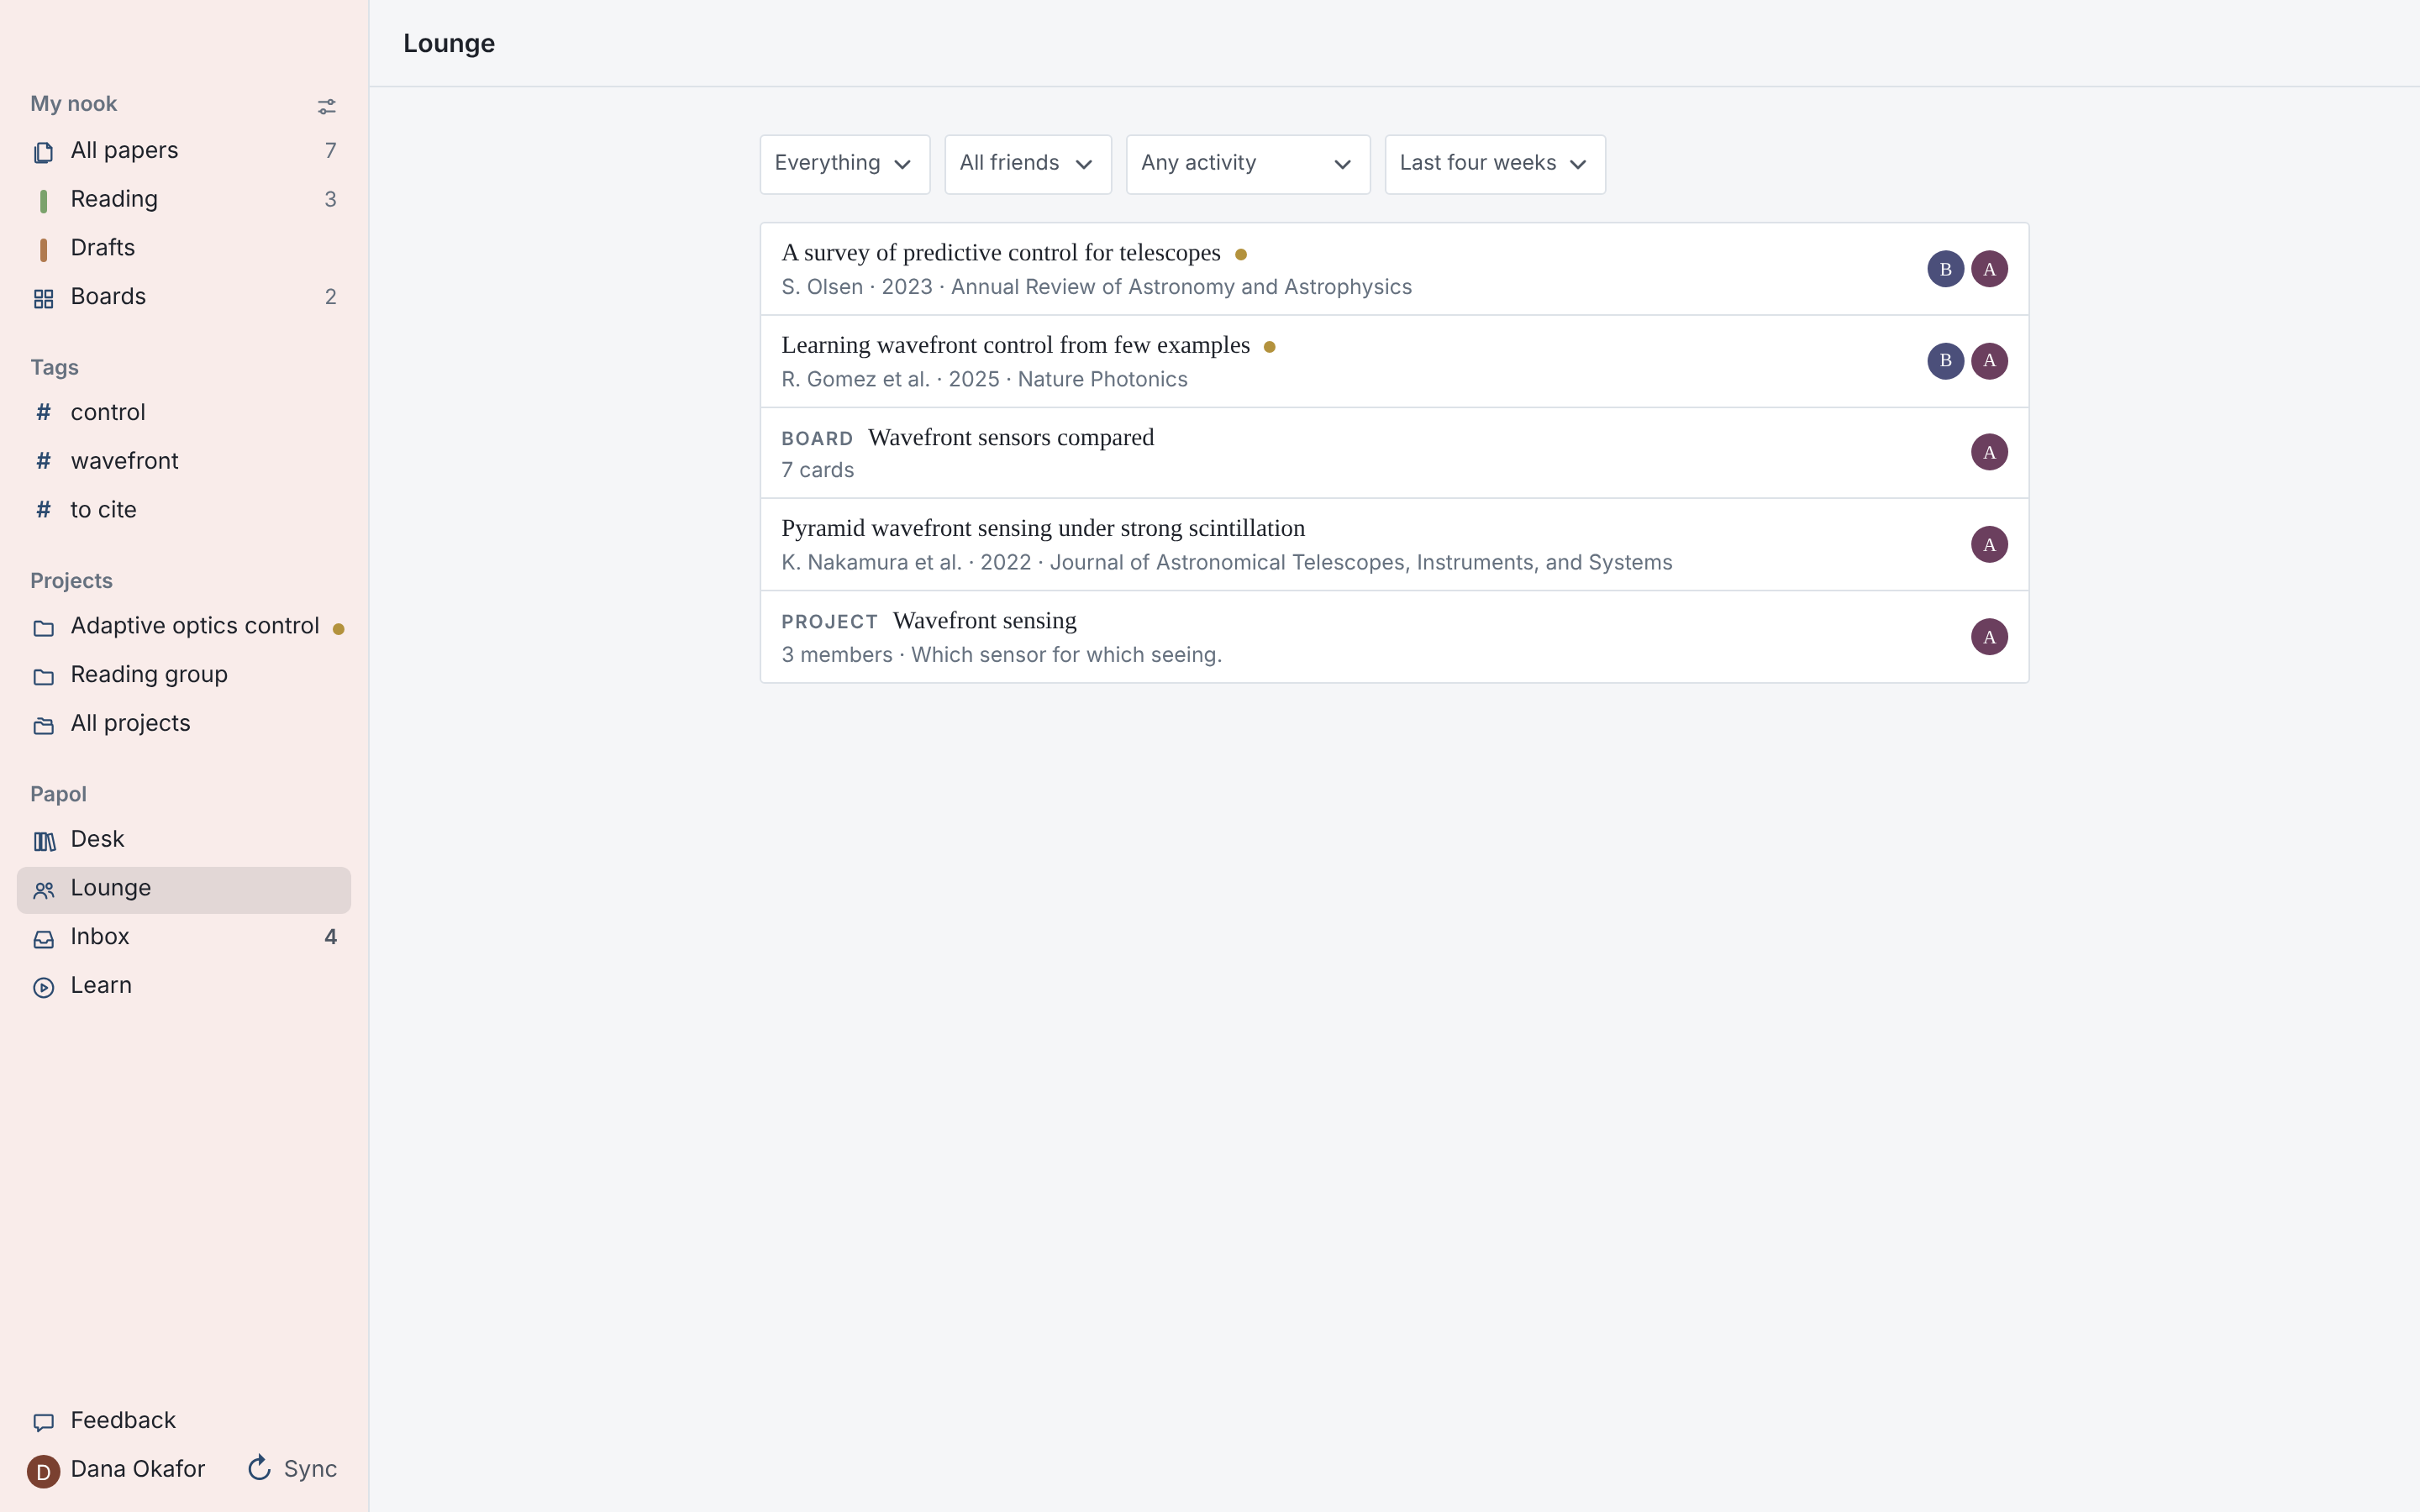 Lounge
My nook
All papers 7
Reading 3
Drafts
Boards 2
Tags
# control
# wavefront
# to cite
Projects
Adaptive optics control
Reading group
All projects
Papol
Desk
Lounge
Inbox 4
Learn
Feedback
D Dana Okafor Sync
Everything All friends Any activity Last four weeks
A survey of predictive control for telescopes
S. Olsen · 2023 · Annual Review of Astronomy and Astrophysics
B A
Learning wavefront control from few examples
R. Gomez et al. · 2025 · Nature Photonics
B A
BOARD Wavefront sensors compared
7 cards
A
Pyramid wavefront sensing under strong scintillation
K. Nakamura et al. · 2022 · Journal of Astronomical Telescopes, Instruments, and Systems
A
PROJECT Wavefront sensing
3 members · Which sensor for which seeing.
A